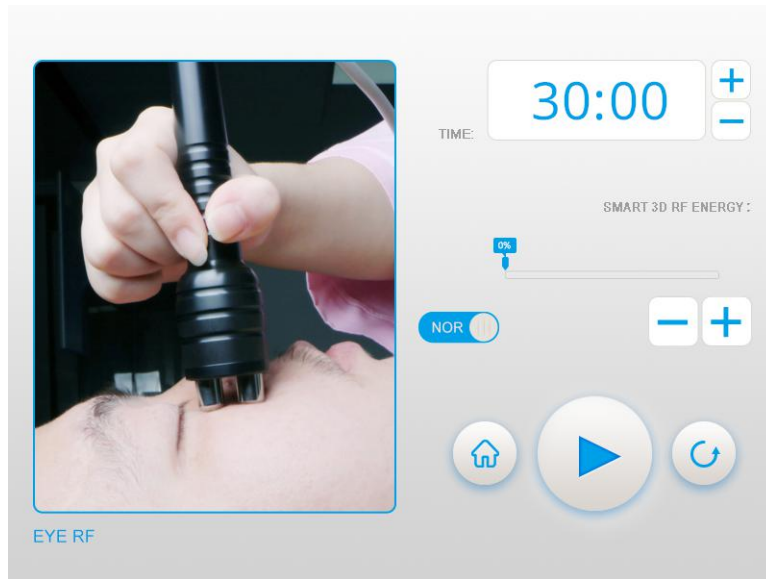 30:00
TIME:
SMART 3D RF ENERGY :
0%
NOR
EYE RF